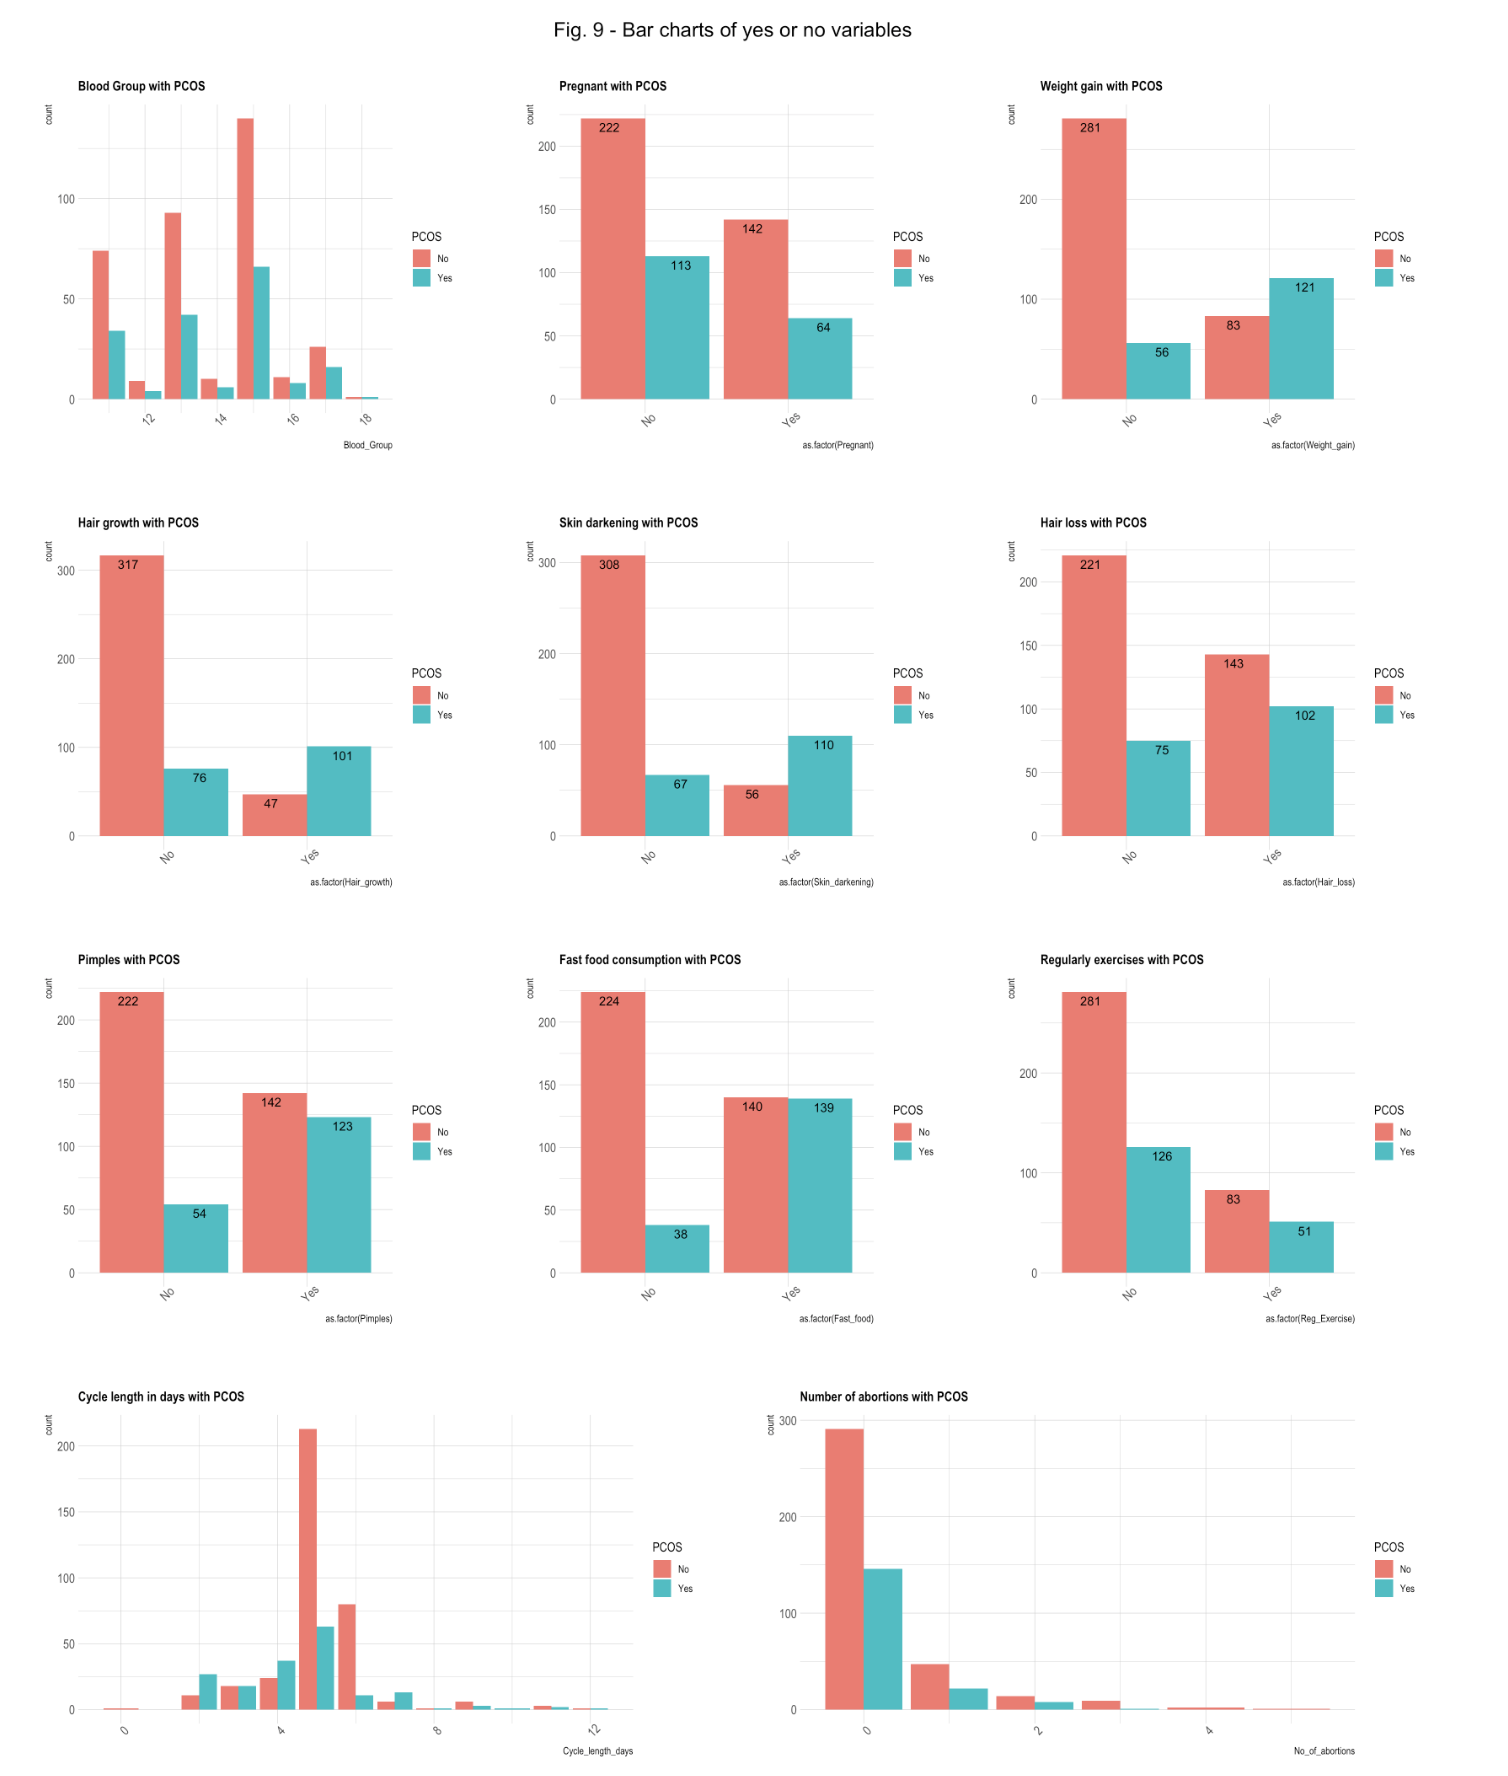 Fig. 9 - Bar charts of yes or no variables
Blood Group with PCOS
count
100
50
0
12
14
16
18
Blood_Group
PCOS
No
Yes
Pregnant with PCOS
count
200
150
100
50
0
222
113
142
64
No
Yes
as.factor(Pregnant)
PCOS
No
Yes
Weight gain with PCOS
count
200
100
0
281
56
83
121
No
Yes
as.factor(Weight_gain)
PCOS
No
Yes
Hair growth with PCOS
count
300
200
100
0
317
76
47
101
No
Yes
as.factor(Hair_growth)
PCOS
No
Yes
Skin darkening with PCOS
count
300
200
100
0
308
67
56
110
No
Yes
as.factor(Skin_darkening)
PCOS
No
Yes
Hair loss with PCOS
count
200
150
100
50
0
221
75
143
102
No
Yes
as.factor(Hair_loss)
PCOS
No
Yes
Pimples with PCOS
count
200
150
100
50
0
222
54
142
123
No
Yes
as.factor(Pimples)
PCOS
No
Yes
Fast food consumption with PCOS
count
200
150
100
50
0
224
38
140
139
No
Yes
as.factor(Fast_food)
PCOS
No
Yes
Regularly exercises with PCOS
count
200
100
0
281
126
83
51
No
Yes
as.factor(Reg_Exercise)
PCOS
No
Yes
Cycle length in days with PCOS
count
200
150
100
50
0
0
4
8
12
Cycle_length_days
PCOS
No
Yes
Number of abortions with PCOS
count
300
200
100
0
0
2
4
No_of_abortions
PCOS
No
Yes